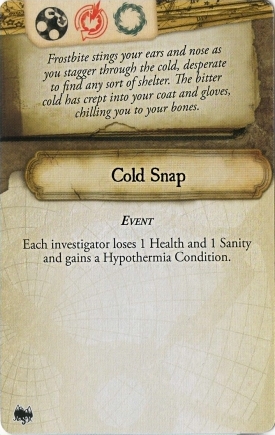 Frostbite stings your ears and nose as
you stagger through the cold, desperate
to find any sort of shelter. The bitter
cold has crept into your coat and gloves,
chilling you to your bones.
Cold Snap
EVENT
Each investigator loses 1 Health and 1 Sanity
and gains a Hypothermia Condition.